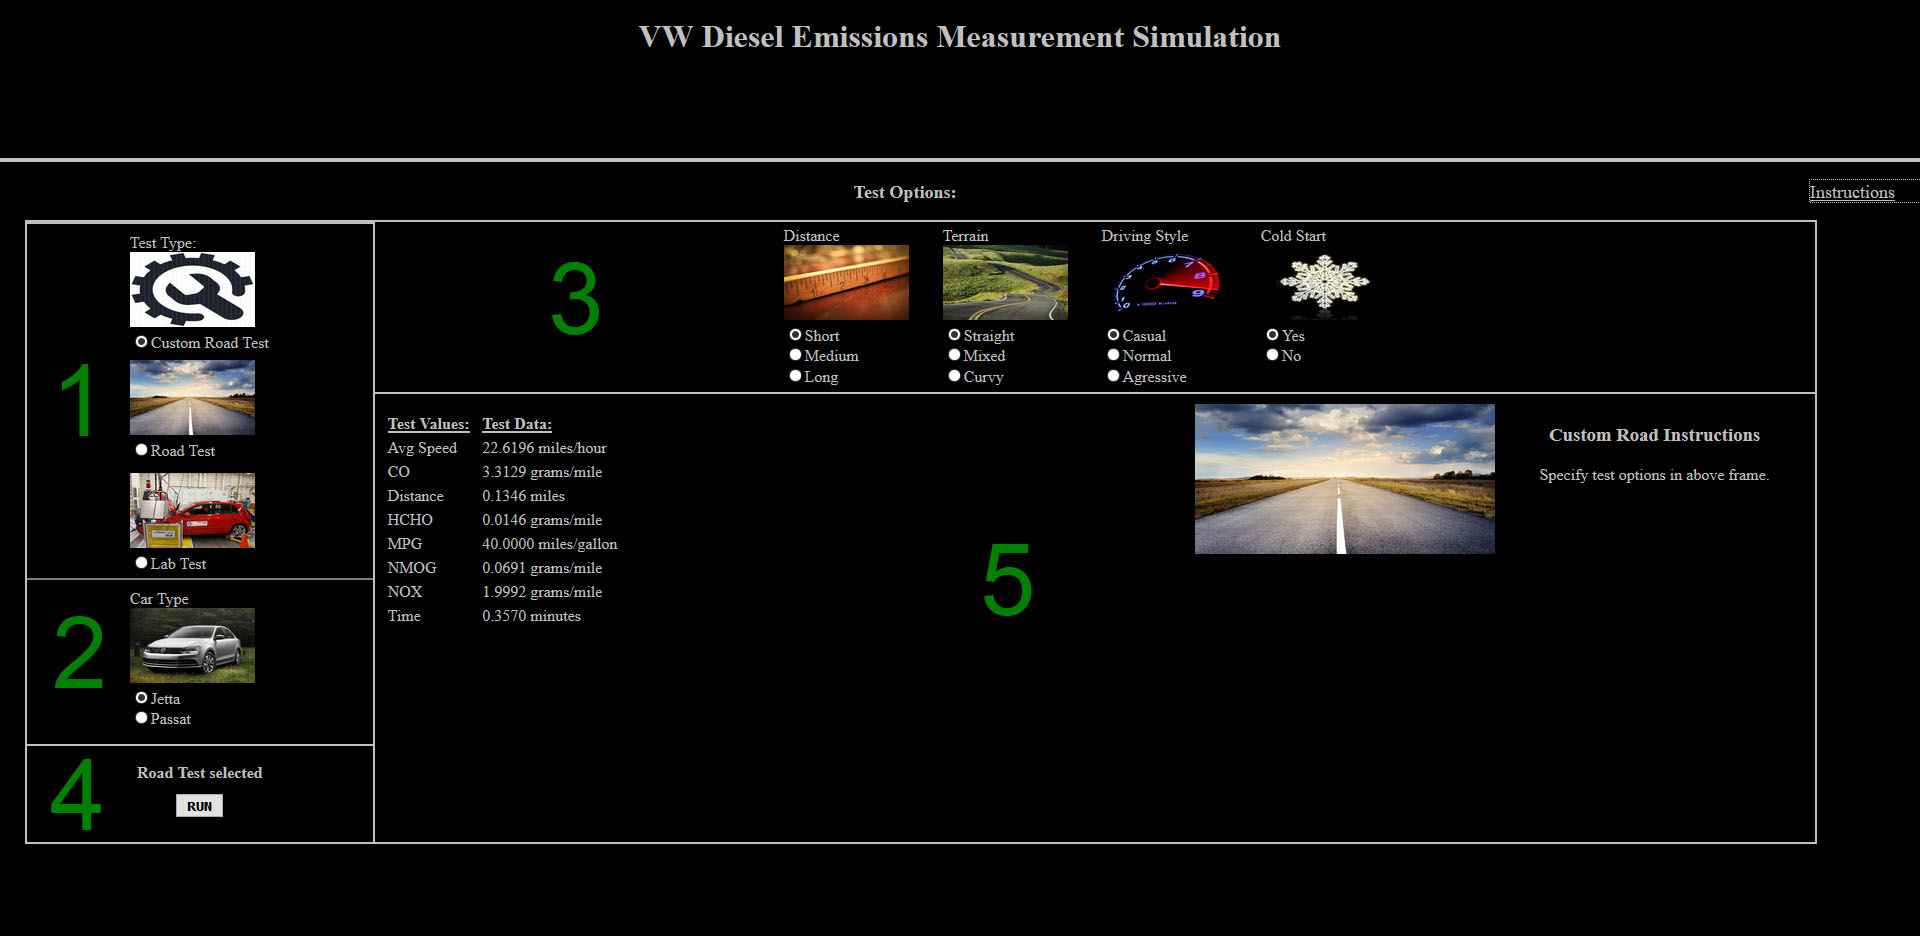 VW Diesel Emissions Measurement Simulation
Test Options:
Instructions
1
Test Type:
Custom Road Test
Road Test
Lab Test
2
Car Type
Jetta
Passat
3
Distance
Short
Medium
Long
Terrain
Straight
Mixed
Curvy
Driving Style
Casual
Normal
Agressive
Cold Start
Yes
No
4
Road Test selected
RUN
5
Test Values: Test Data:
Avg Speed 22.6196 miles/hour
CO 3.3129 grams/mile
Distance 0.1346 miles
HCHO 0.0146 grams/mile
MPG 40.0000 miles/gallon
NMOG 0.0691 grams/mile
NOX 1.9992 grams/mile
Time 0.3570 minutes
Custom Road Instructions
Specify test options in above frame.